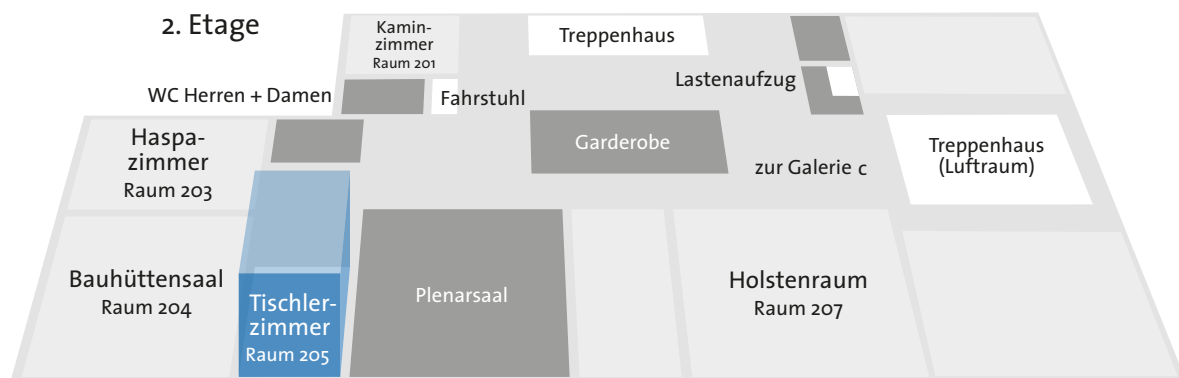 2. Etage
Kamin-
zimmer
Raum 201
Treppenhaus
Lastenaufzug
WC Herren + Damen
Fahrstuhl
Haspa-
zimmer
Raum 203
Garderobe
zur Galerie c
Treppenhaus
(Luftraum)
Bauhüttensaal
Raum 204
Tischler-
zimmer
Raum 205
Plenarsaal
Holstenraum
Raum 207